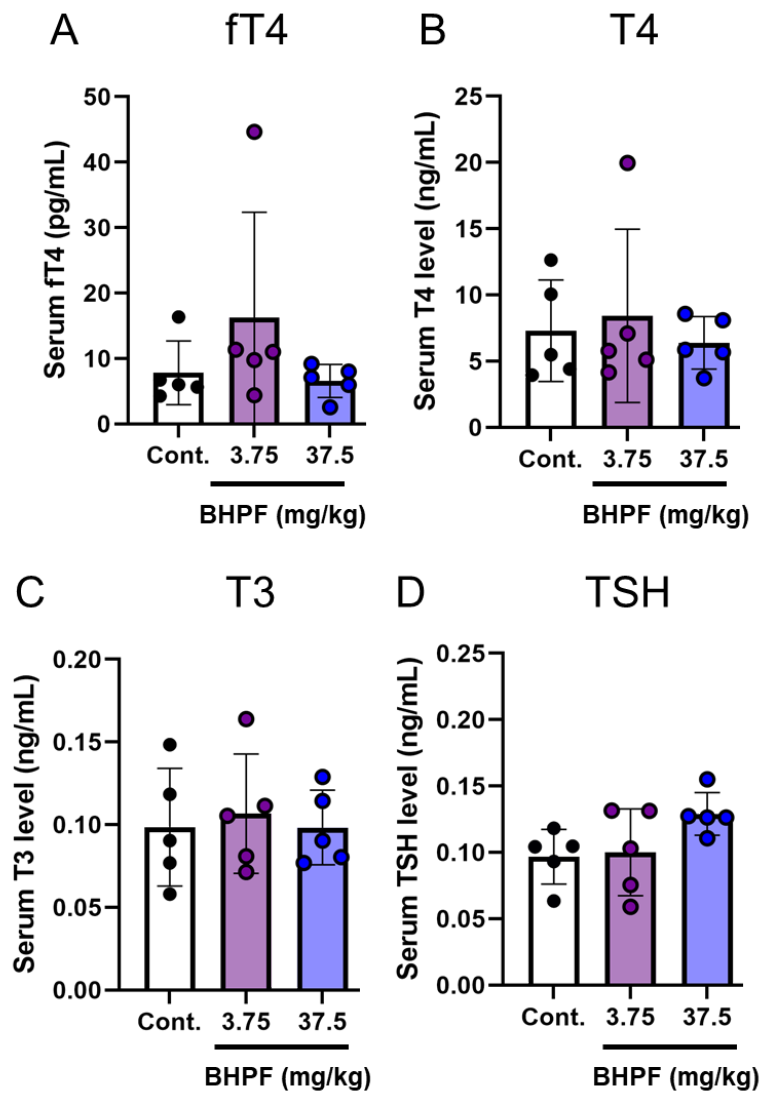 A
fT4
Serum fT4 (pg/mL)
50
40
30
20
10
0
Cont.
3.75
37.5
BHPF (mg/kg)
B
T4
Serum T4 level (ng/mL)
25
20
15
10
5
0
Cont.
3.75
37.5
BHPF (mg/kg)
C
T3
Serum T3 level (ng/mL)
0.20
0.15
0.10
0.05
0.00
Cont.
3.75
37.5
BHPF (mg/kg)
D
TSH
Serum TSH level (ng/mL)
0.25
0.20
0.15
0.10
0.05
0.00
Cont.
3.75
37.5
BHPF (mg/kg)